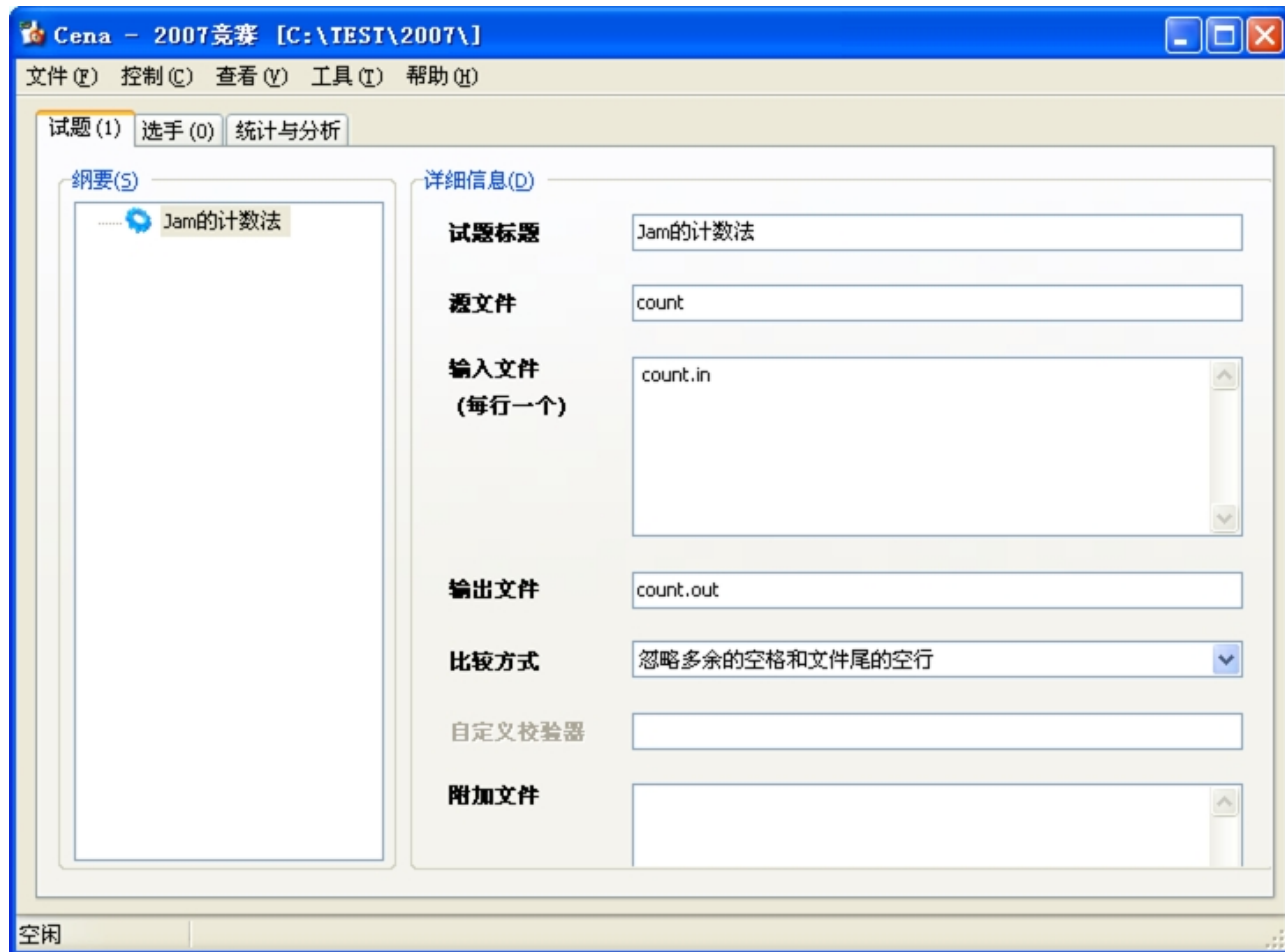 Cena - 2007竞赛 [C:\TEST\2007\]
文件(F) 控制(C) 查看(V) 工具(T) 帮助(H)
试题(1) 选手(0) 统计与分析
纲要(S)
Jam的计数法
详细信息(D)
试题标题 Jam的计数法
源文件 count
输入文件 count.in
(每行一个)
输出文件 count.out
比较方式 忽略多余的空格和文件尾的空行
自定义校验器
附加文件
空闲